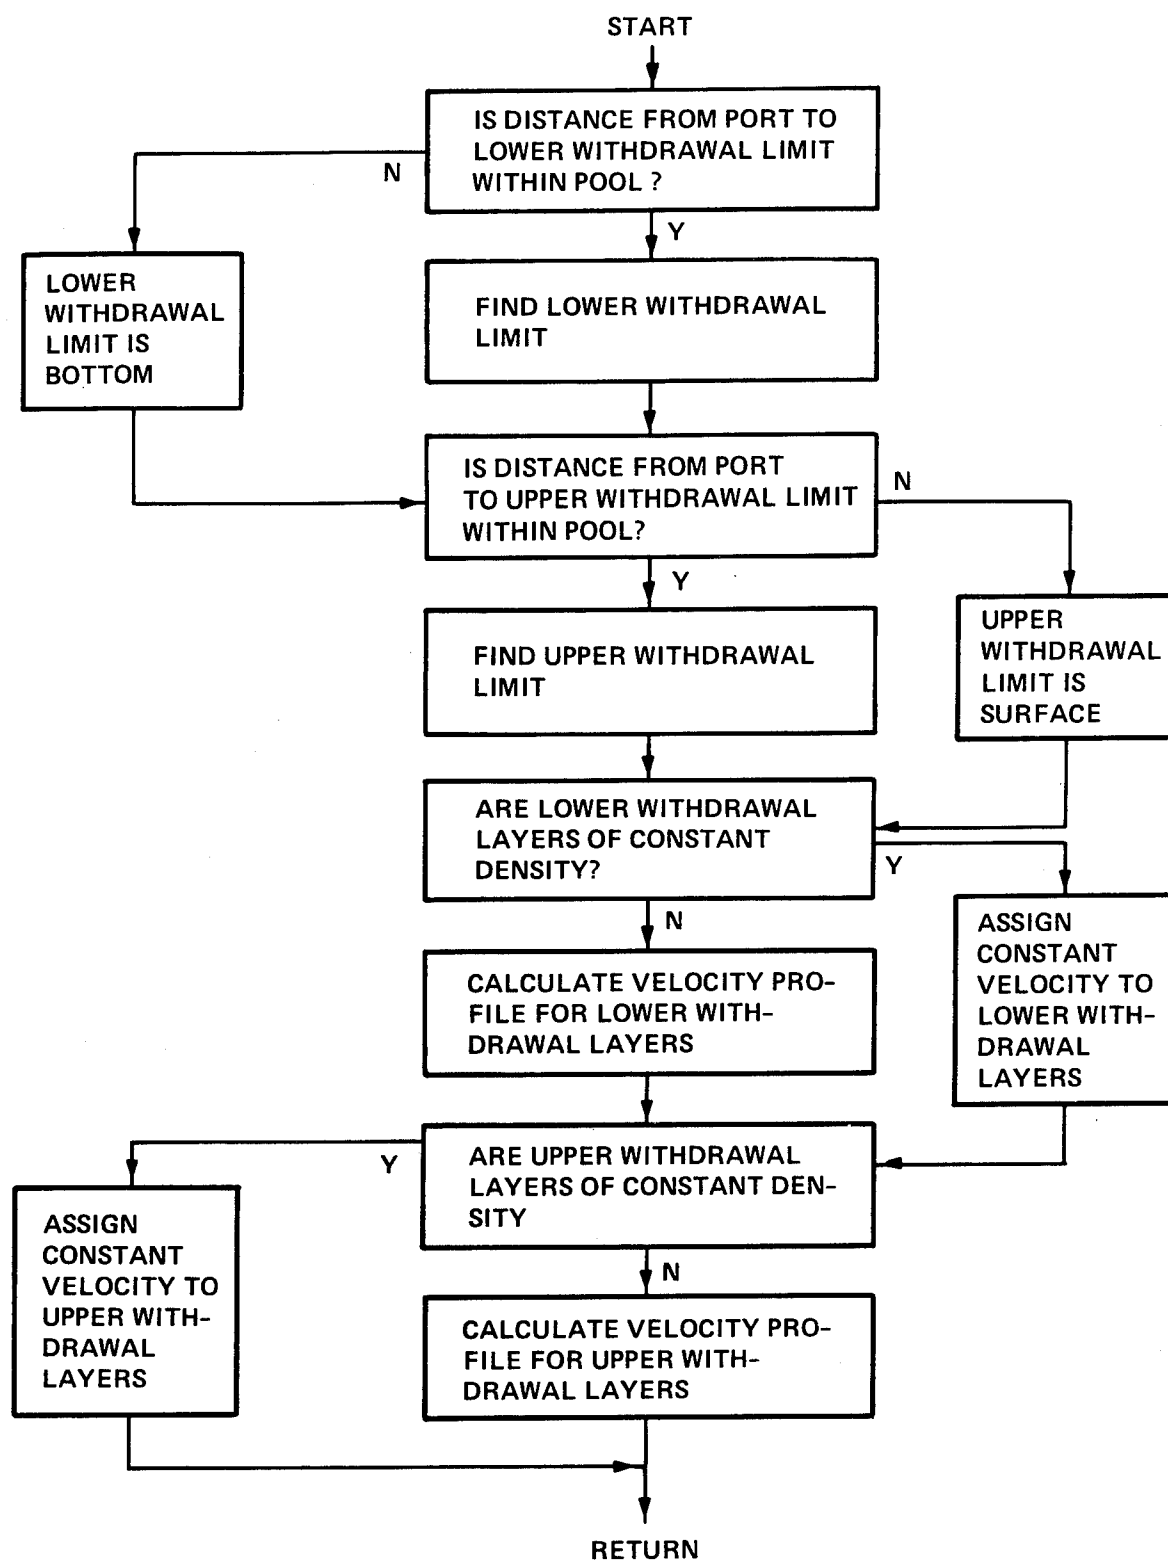 START
IS DISTANCE FROM PORT TO
LOWER WITHDRAWAL LIMIT
WITHIN POOL ?
N
Y
LOWER
WITHDRAWAL
LIMIT IS
BOTTOM
FIND LOWER WITHDRAWAL
LIMIT
IS DISTANCE FROM PORT
TO UPPER WITHDRAWAL LIMIT
WITHIN POOL?
N
Y
FIND UPPER WITHDRAWAL
LIMIT
UPPER
WITHDRAWAL
LIMIT IS
SURFACE
ARE LOWER WITHDRAWAL
LAYERS OF CONSTANT
DENSITY?
Y
N
ASSIGN
CONSTANT
VELOCITY TO
LOWER WITH-
DRAWAL
LAYERS
CALCULATE VELOCITY PRO-
FILE FOR LOWER WITH-
DRAWAL LAYERS
ARE UPPER WITHDRAWAL
LAYERS OF CONSTANT DEN-
SITY
Y
N
ASSIGN
CONSTANT
VELOCITY TO
UPPER WITH-
DRAWAL
LAYERS
CALCULATE VELOCITY PRO-
FILE FOR UPPER WITH-
DRAWAL LAYERS
RETURN